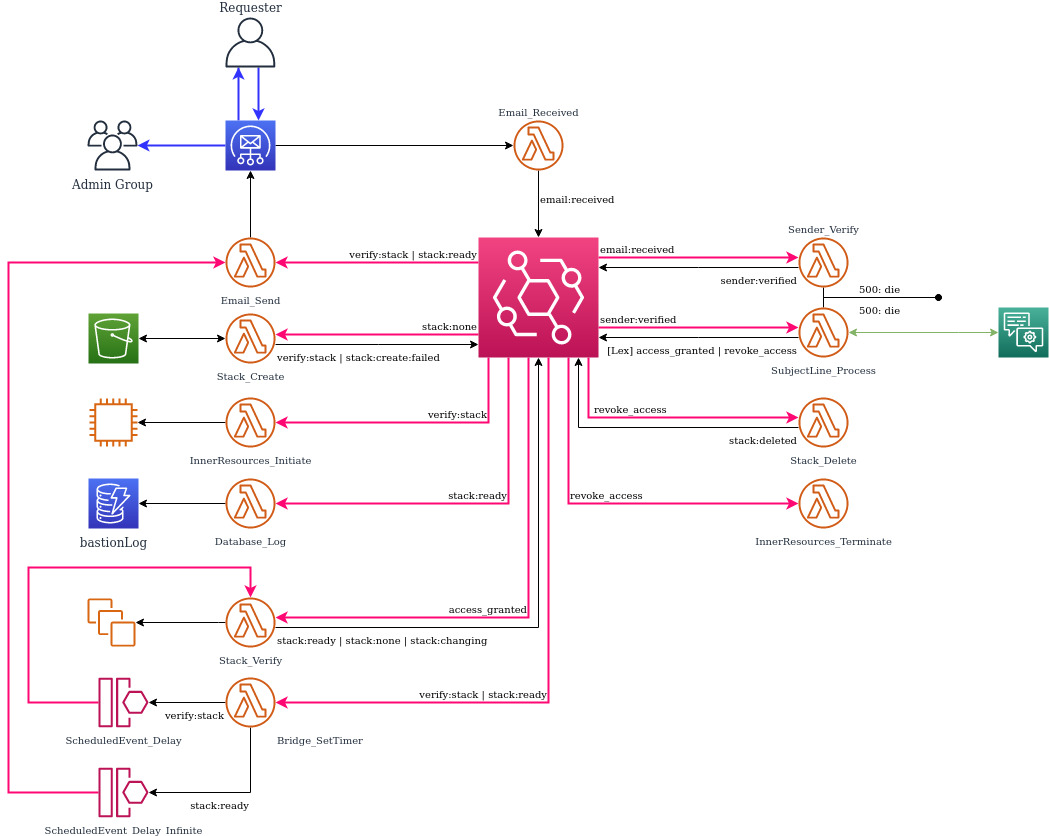 Requester
Email_Received
Admin Group
email:received
Sender_Verify
verify:stack | stack:ready
email:received
sender:verified
500: die
Email_Send
500: die
stack:none
sender:verified
verify:stack | stack:create:failed
[Lex] access_granted | revoke_access
Stack_Create
SubjectLine_Process
verify:stack
revoke_access
stack:deleted
InnerResources_Initiate
Stack_Delete
stack:ready
revoke_access
bastionLog
Database_Log
InnerResources_Terminate
access_granted
stack:ready | stack:none | stack:changing
Stack_Verify
verify:stack | stack:ready
verify:stack
ScheduledEvent_Delay
Bridge_SetTimer
stack:ready
ScheduledEvent_Delay_Infinite